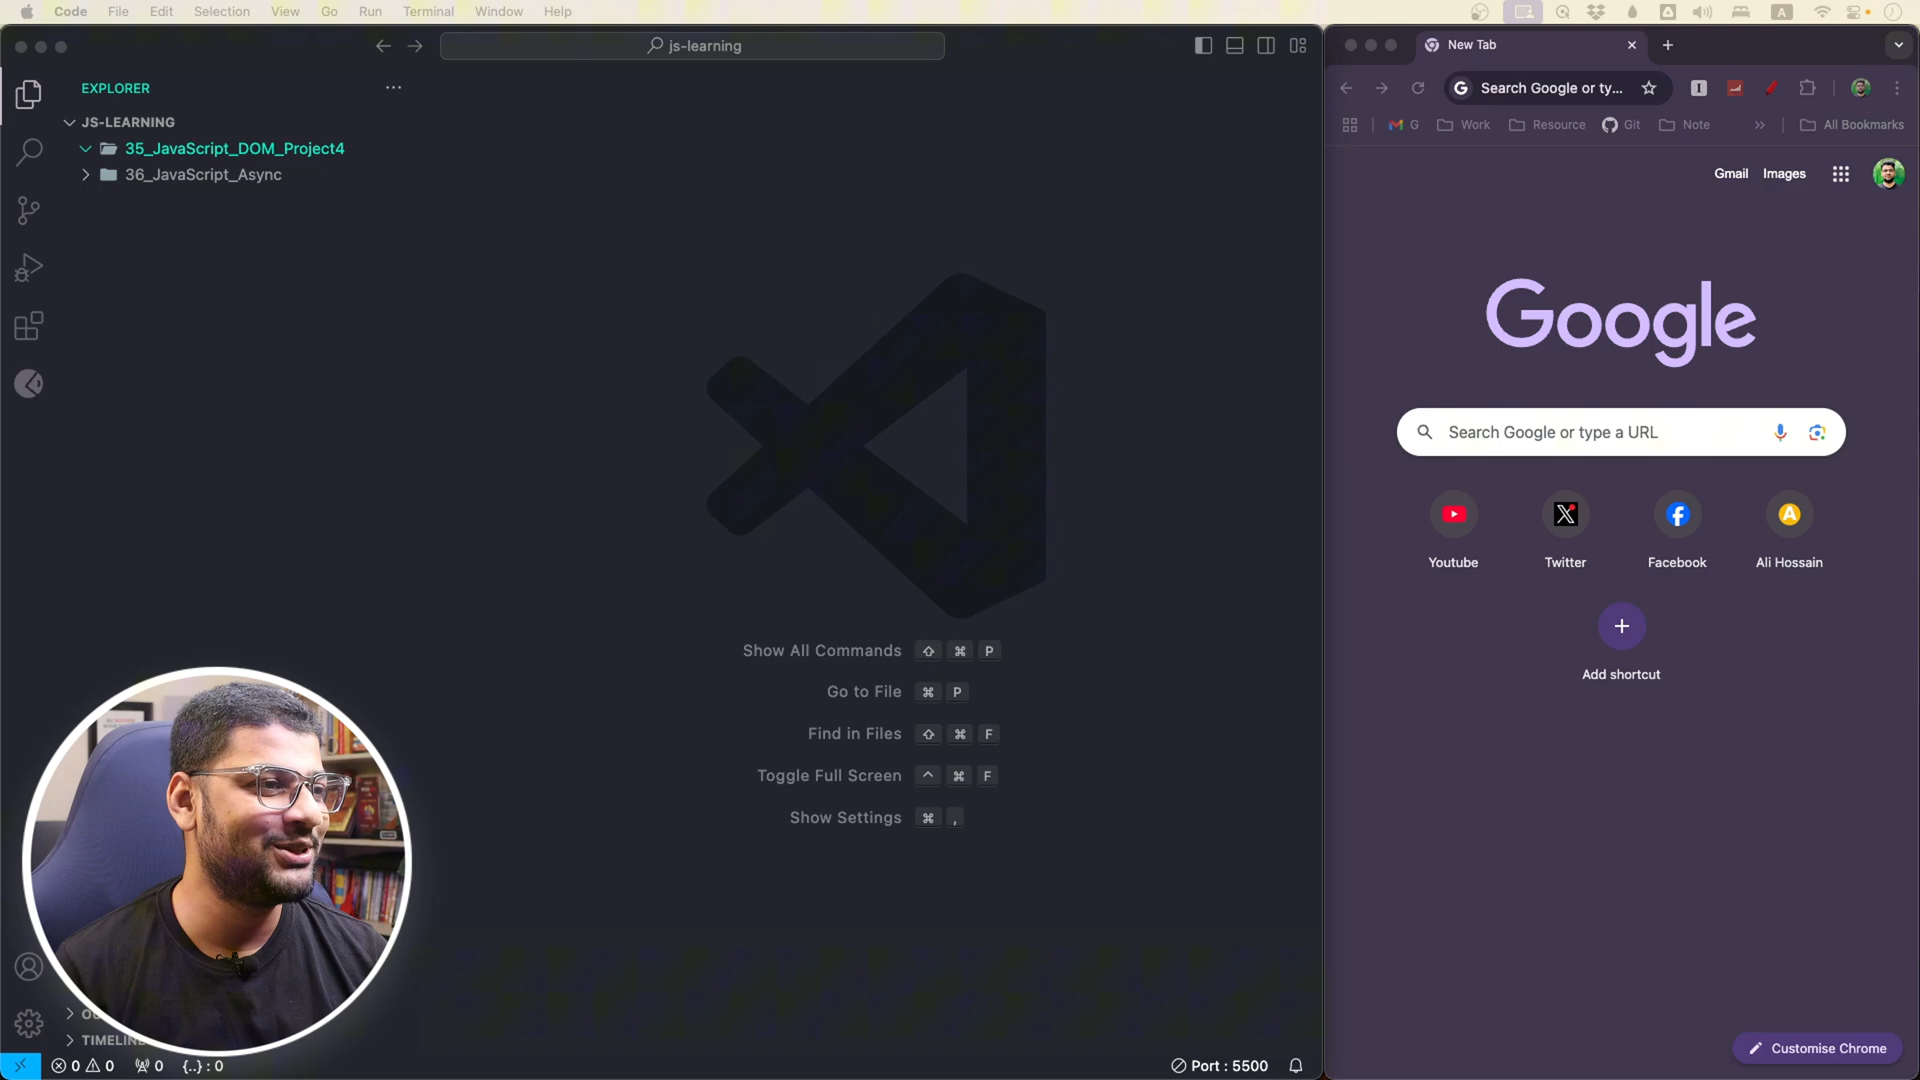 Code File Edit Selection View Go Run Terminal Window Help
js-learning
EXPLORER
JS-LEARNING
35_JavaScript_DOM_Project4
36_JavaScript_Async
Show All Commands ⇧ ⌘ P
Go to File ⌘ P
Find in Files ⇧ ⌘ F
Toggle Full Screen ^ ⌘ F
Show Settings ⌘ ,
TIMELINE
0 0 0 {..} : 0
Port : 5500
New Tab
Search Google or ty...
G Work Resource Git Note All Bookmarks
Gmail Images
Google
Search Google or type a URL
Youtube Twitter Facebook Ali Hossain
Add shortcut
Customise Chrome